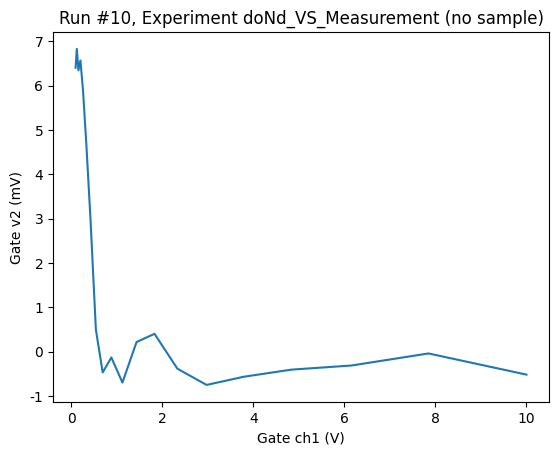 Run #10, Experiment doNd_VS_Measurement (no sample)
7
6
5
4
3
2
1
0
-1
Gate v2 (mV)
0 2 4 6 8 10
Gate ch1 (V)